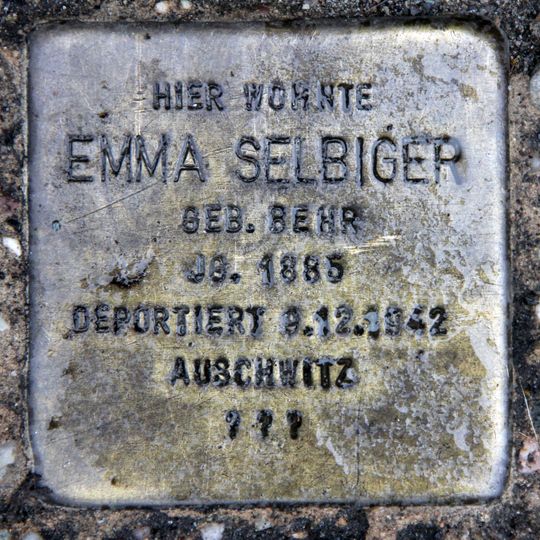 HIER WOHNTE
EMMA SELBIGER
GEB. BEHR
JG. 1885
DEPORTIERT 9.12.1942
AUSCHWITZ
? ? ?